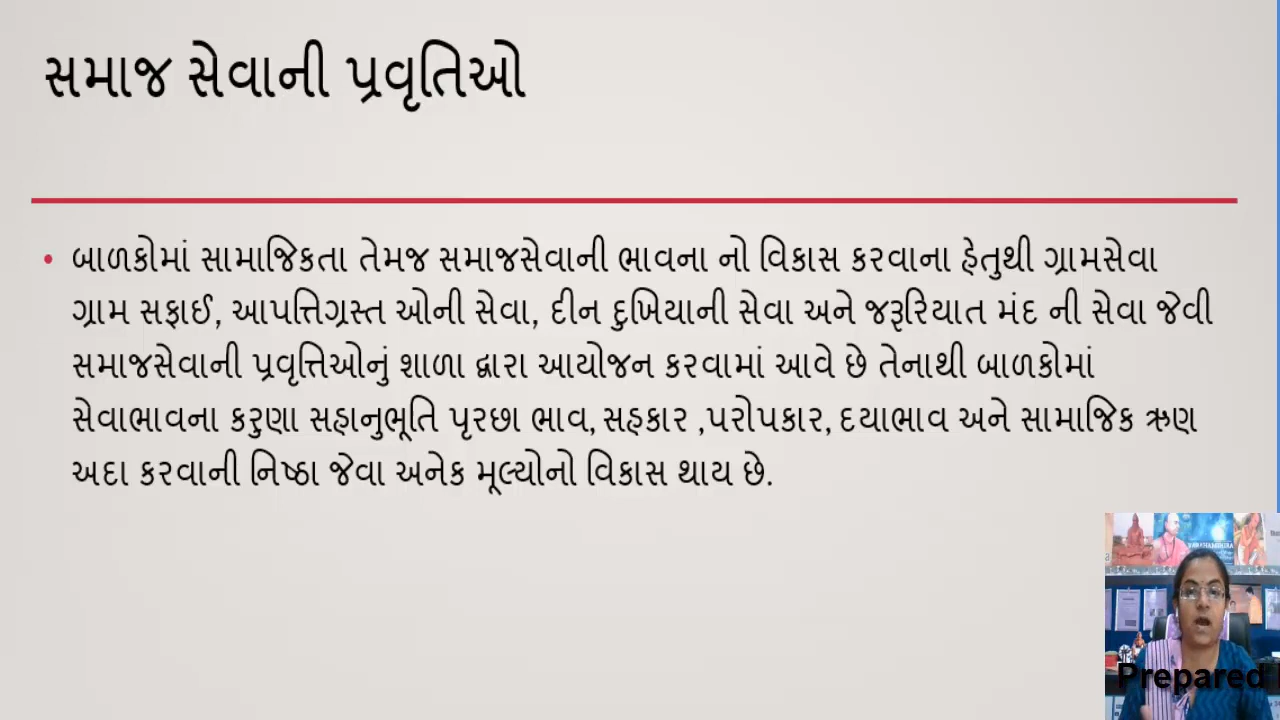 સમાજ સેવાની પ્રવૃતિઓ
• બાળકોમાં સામાજિકતા તેમજ સમાજસેવાની ભાવના નો વિકાસ કરવાના હેતુથી ગ્રામસેવા
ગ્રામ સફાઈ, આપત્તિગ્રસ્ત ઓની સેવા, દીન દુખિયાની સેવા અને જરૂરિયાત મંદ ની સેવા જેવી
સમાજસેવાની પ્રવૃત્તિઓનું શાળા દ્વારા આયોજન કરવામાં આવે છે તેનાથી બાળકોમાં
સેવાભાવના કરુણા સહાનુભૂતિ પૃરછા ભાવ, સહકાર ,પરોપકાર, દયાભાવ અને સામાજિક ઋણ
અદા કરવાની નિષ્ઠા જેવા અનેક મૂલ્યોનો વિકાસ થાય છે.
Prepared